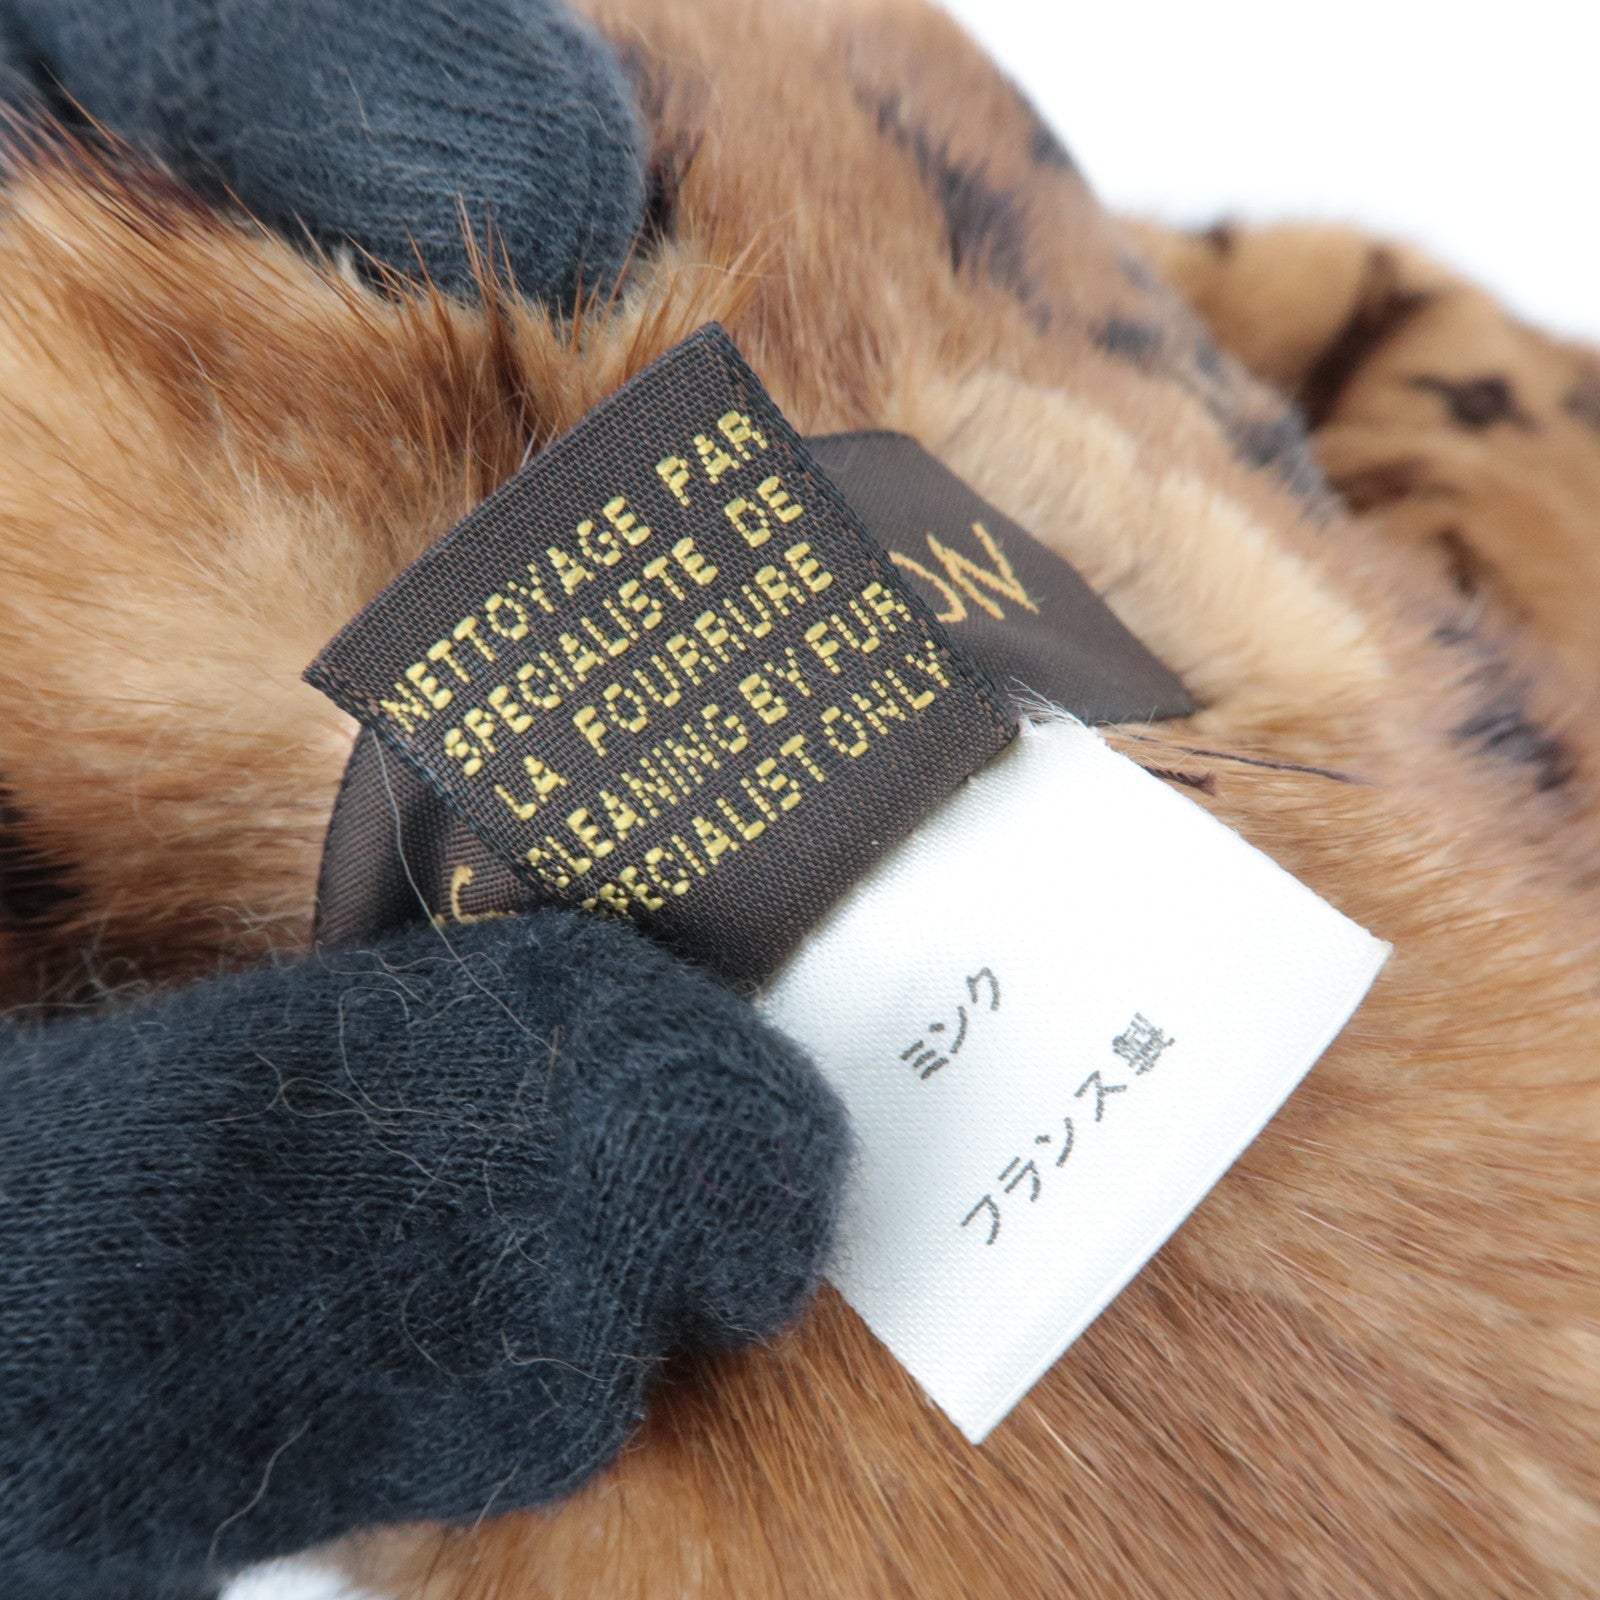 NETTOYAGE PAR
SPECIALISTE DE
LA FOURRURE
CLEANING BY FUR
SPECIALIST ONLY
ミンク
フランス製